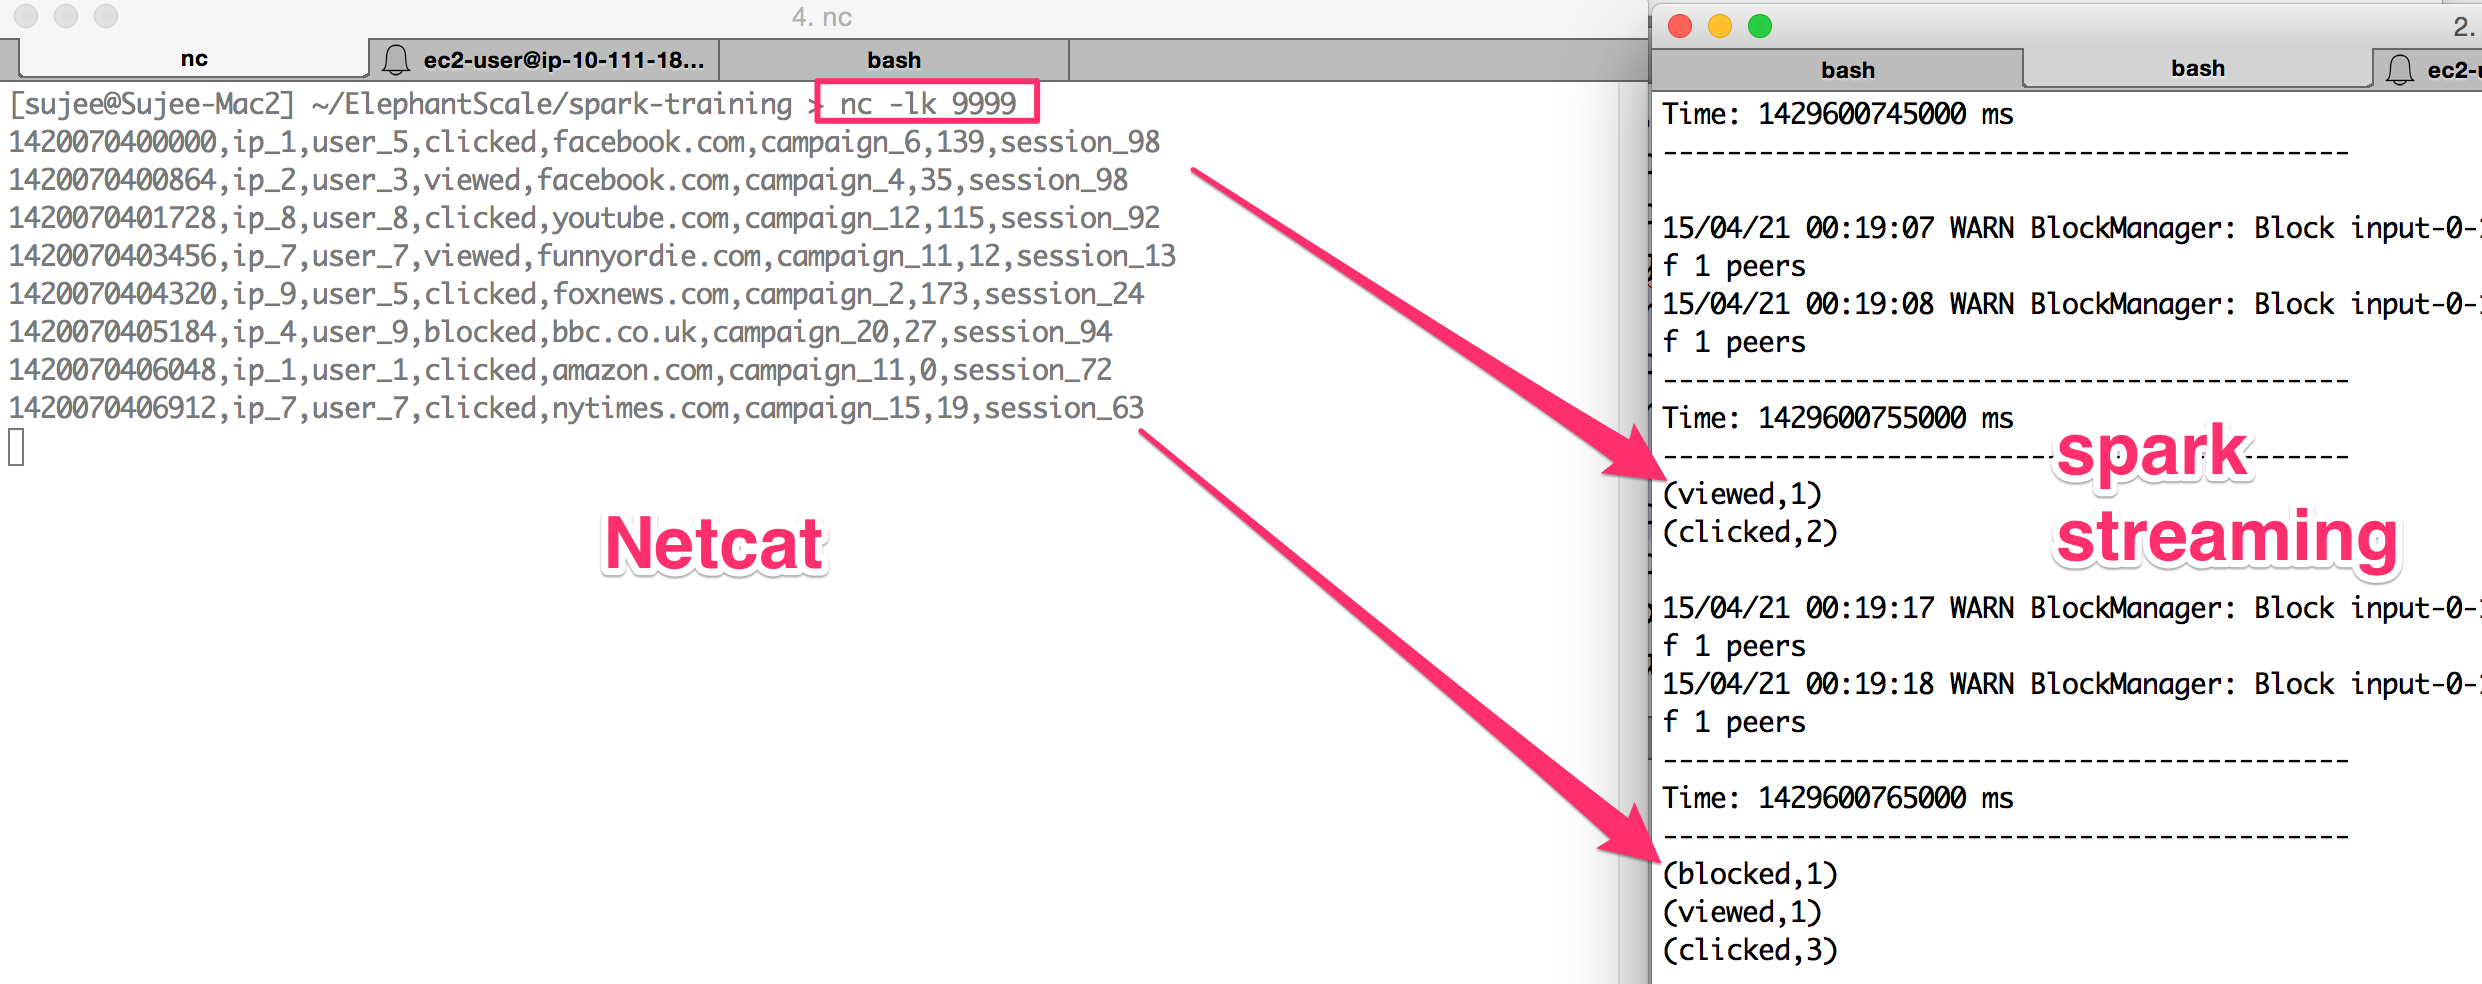 4. nc
nc
ec2-user@ip-10-111-18...
bash
[sujee@Sujee-Mac2] ~/ElephantScale/spark-training > nc -lk 9999
1420070400000,ip_1,user_5,clicked,facebook.com,campaign_6,139,session_98
1420070400864,ip_2,user_3,viewed,facebook.com,campaign_4,35,session_98
1420070401728,ip_8,user_8,clicked,youtube.com,campaign_12,115,session_92
1420070403456,ip_7,user_7,viewed,funnyordie.com,campaign_11,12,session_13
1420070404320,ip_9,user_5,clicked,foxnews.com,campaign_2,173,session_24
1420070405184,ip_4,user_9,blocked,bbc.co.uk,campaign_20,27,session_94
1420070406048,ip_1,user_1,clicked,amazon.com,campaign_11,0,session_72
1420070406912,ip_7,user_7,clicked,nytimes.com,campaign_15,19,session_63
Netcat
2.
bash
bash
ec2-u
Time: 1429600745000 ms
-------------------------------------------
15/04/21 00:19:07 WARN BlockManager: Block input-0-1
f 1 peers
15/04/21 00:19:08 WARN BlockManager: Block input-0-1
f 1 peers
-------------------------------------------
Time: 1429600755000 ms
-------------------------------------------
(viewed,1)
(clicked,2)
spark
streaming
15/04/21 00:19:17 WARN BlockManager: Block input-0-1
f 1 peers
15/04/21 00:19:18 WARN BlockManager: Block input-0-1
f 1 peers
-------------------------------------------
Time: 1429600765000 ms
-------------------------------------------
(blocked,1)
(viewed,1)
(clicked,3)